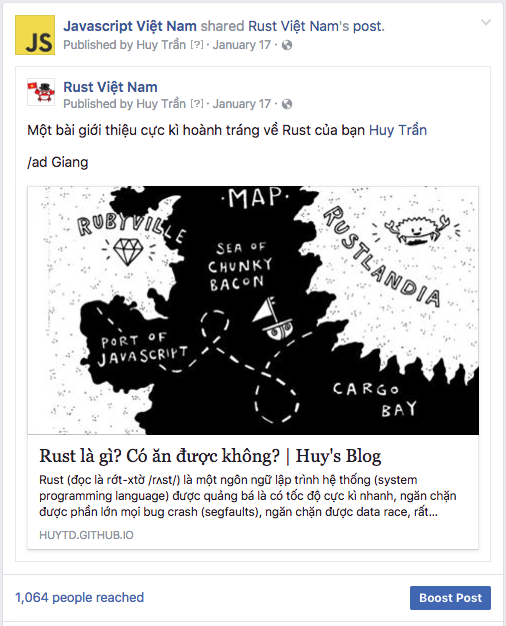 JS
Javascript Việt Nam shared Rust Việt Nam's post.
Published by Huy Trần [?] · January 17 ·
Rust Việt Nam
Published by Huy Trần [?] · January 17 ·
Một bài giới thiệu cực kì hoành tráng về Rust của bạn Huy Trần
/ad Giang
·MAP·
RUBYVILLE
RUSTLANDIA
SEA OF
CHUNKY
BACON
PORT OF
JAVASCRIPT
CARGO
BAY
Rust là gì? Có ăn được không? | Huy's Blog
Rust (đọc là rớt-xtờ /rʌst/) là một ngôn ngữ lập trình hệ thống (system
programming language) được quảng bá là có tốc độ cực kì nhanh, ngăn chặn
được phần lớn mọi bug crash (segfaults), ngăn chặn được data race, rất...
HUYTD.GITHUB.IO
1,064 people reached
Boost Post